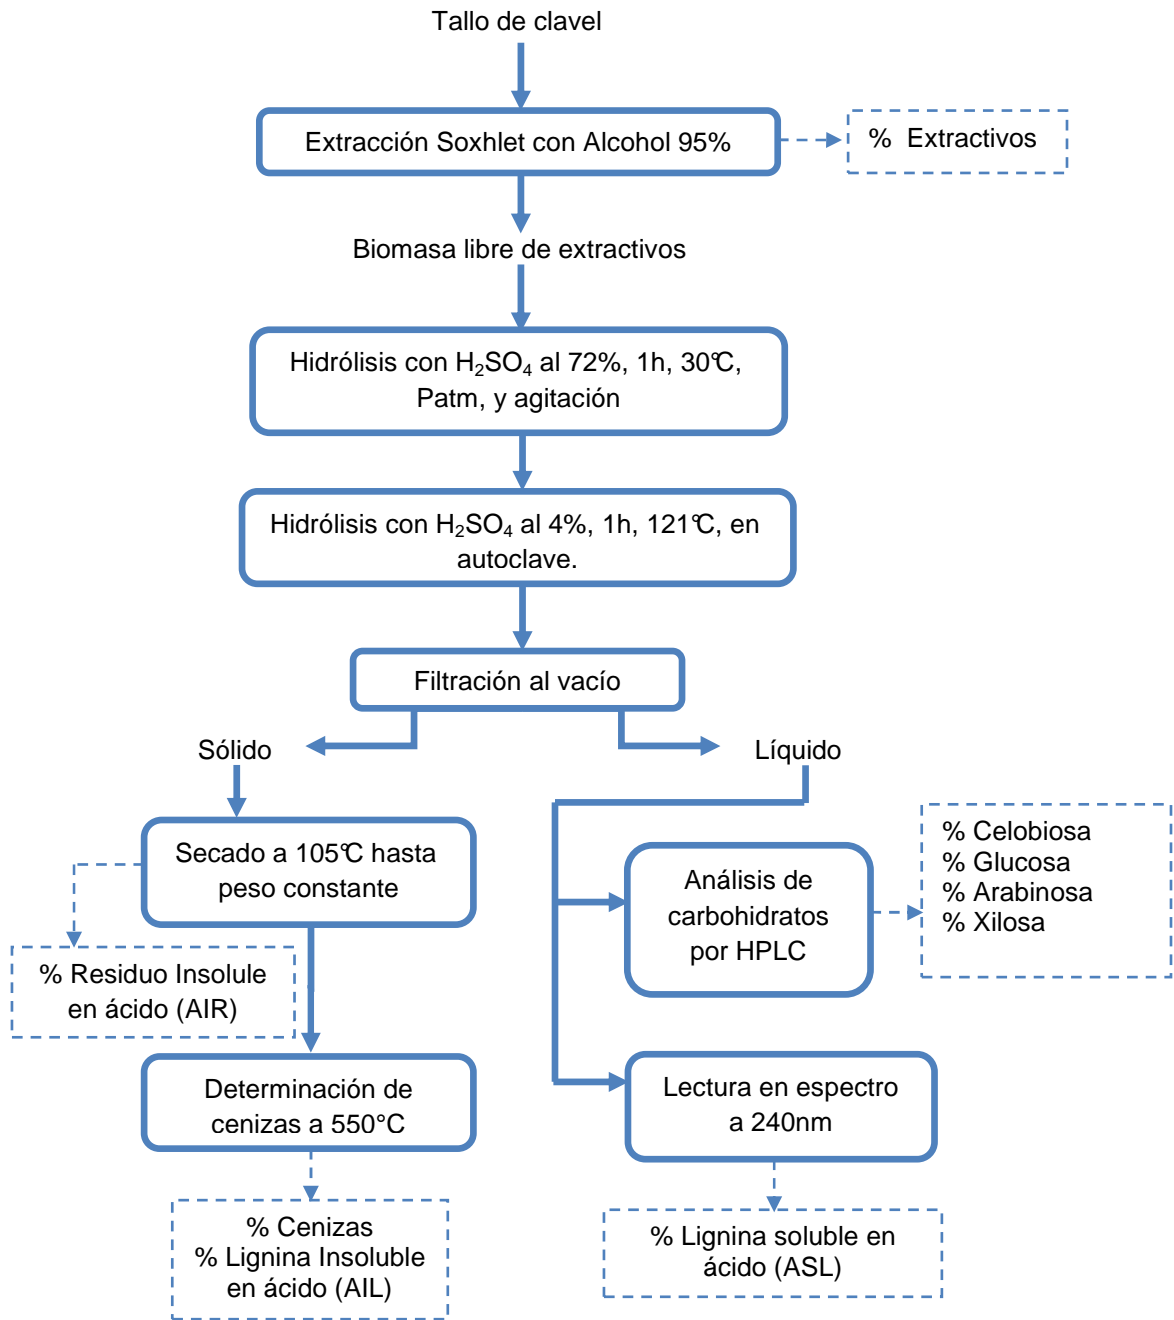 Tallo de clavel
Extracción Soxhlet con Alcohol 95%
% Extractivos
Biomasa libre de extractivos
Hidrólisis con H₂SO₄ al 72%, 1h, 30°C,
Patm, y agitación
Hidrólisis con H₂SO₄ al 4%, 1h, 121°C, en
autoclave.
Filtración al vacío
Sólido
Líquido
Secado a 105°C hasta
peso constante
% Residuo Insolule
en ácido (AIR)
Determinación de
cenizas a 550°C
% Cenizas
% Lignina Insoluble
en ácido (AIL)
Análisis de
carbohidratos
por HPLC
% Celobiosa
% Glucosa
% Arabinosa
% Xilosa
Lectura en espectro
a 240nm
% Lignina soluble en
ácido (ASL)